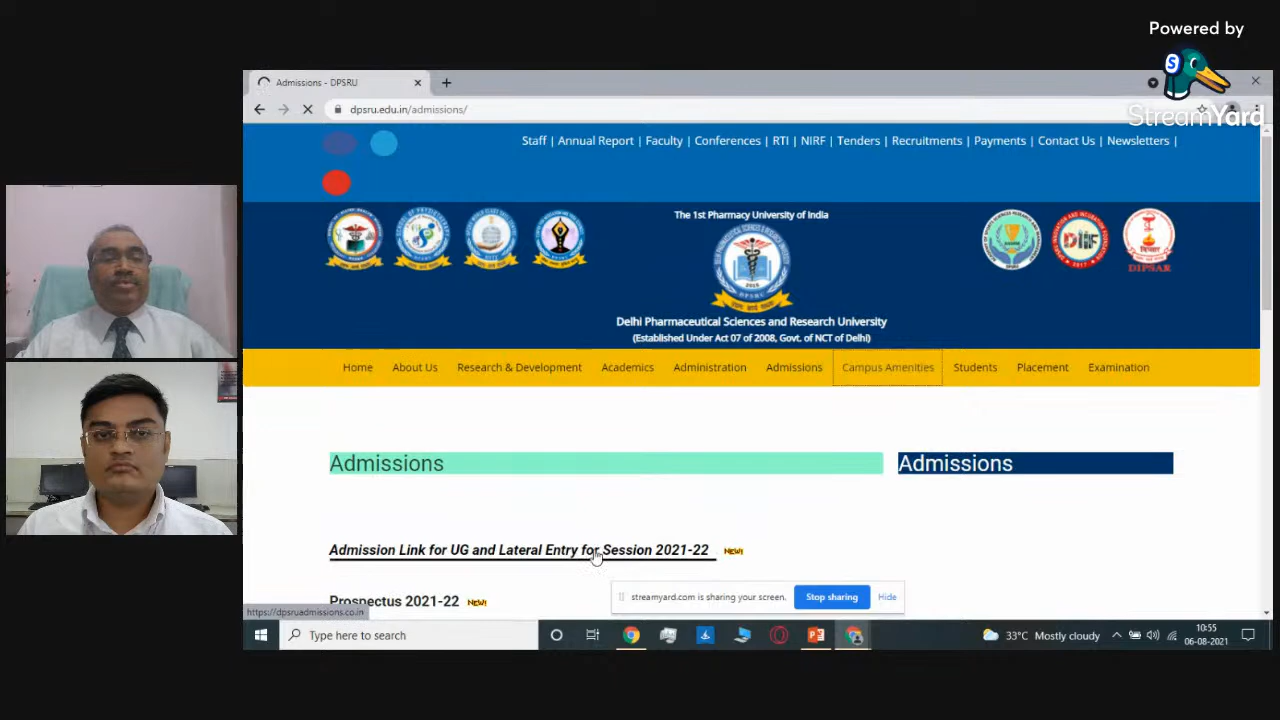 Powered by
S
StreamYard
Admissions - DPSRU
dpsru.edu.in/admissions/
Staff | Annual Report | Faculty | Conferences | RTI | NIRF | Tenders | Recruitments | Payments | Contact Us | Newsletters |
The 1st Pharmacy University of India
DIIF
DIPSAR
Delhi Pharmaceutical Sciences and Research University
(Established Under Act 07 of 2008, Govt. of NCT of Delhi)
Home About Us Research & Development Academics Administration Admissions Campus Amenities Students Placement Examination
Admissions
Admissions
Admission Link for UG and Lateral Entry for Session 2021-22 NEW!
Prospectus 2021-22 NEW!
streamyard.com is sharing your screen. Stop sharing Hide
https://dpsruadmissions.co.in
Type here to search
33°C Mostly cloudy
10:55
06-08-2021